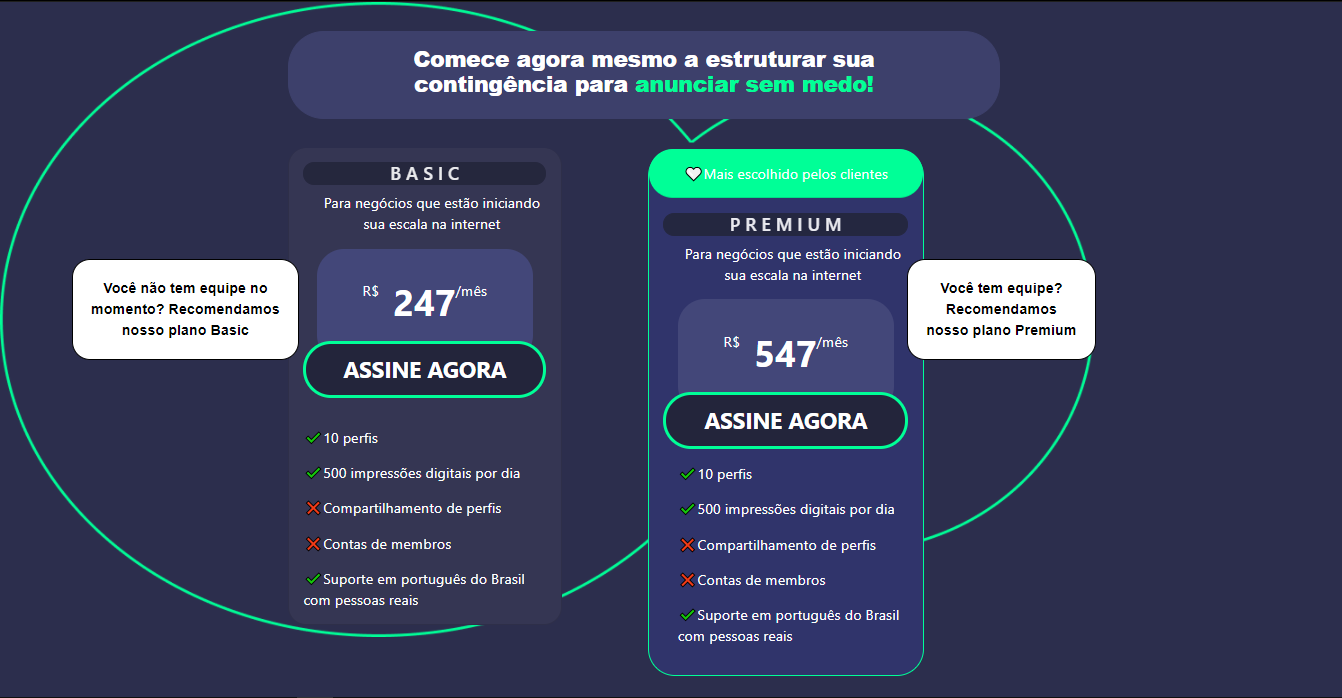 Comece agora mesmo a estruturar sua
contingência para anunciar sem medo!
BASIC
Para negócios que estão iniciando
sua escala na internet
R$ 247/mês
ASSINE AGORA
10 perfis
500 impressões digitais por dia
Compartilhamento de perfis
Contas de membros
Suporte em português do Brasil
com pessoas reais
Você não tem equipe no
momento? Recomendamos
nosso plano Basic
Mais escolhido pelos clientes
PREMIUM
Para negócios que estão iniciando
sua escala na internet
R$ 547/mês
ASSINE AGORA
10 perfis
500 impressões digitais por dia
Compartilhamento de perfis
Contas de membros
Suporte em português do Brasil
com pessoas reais
Você tem equipe?
Recomendamos
nosso plano Premium